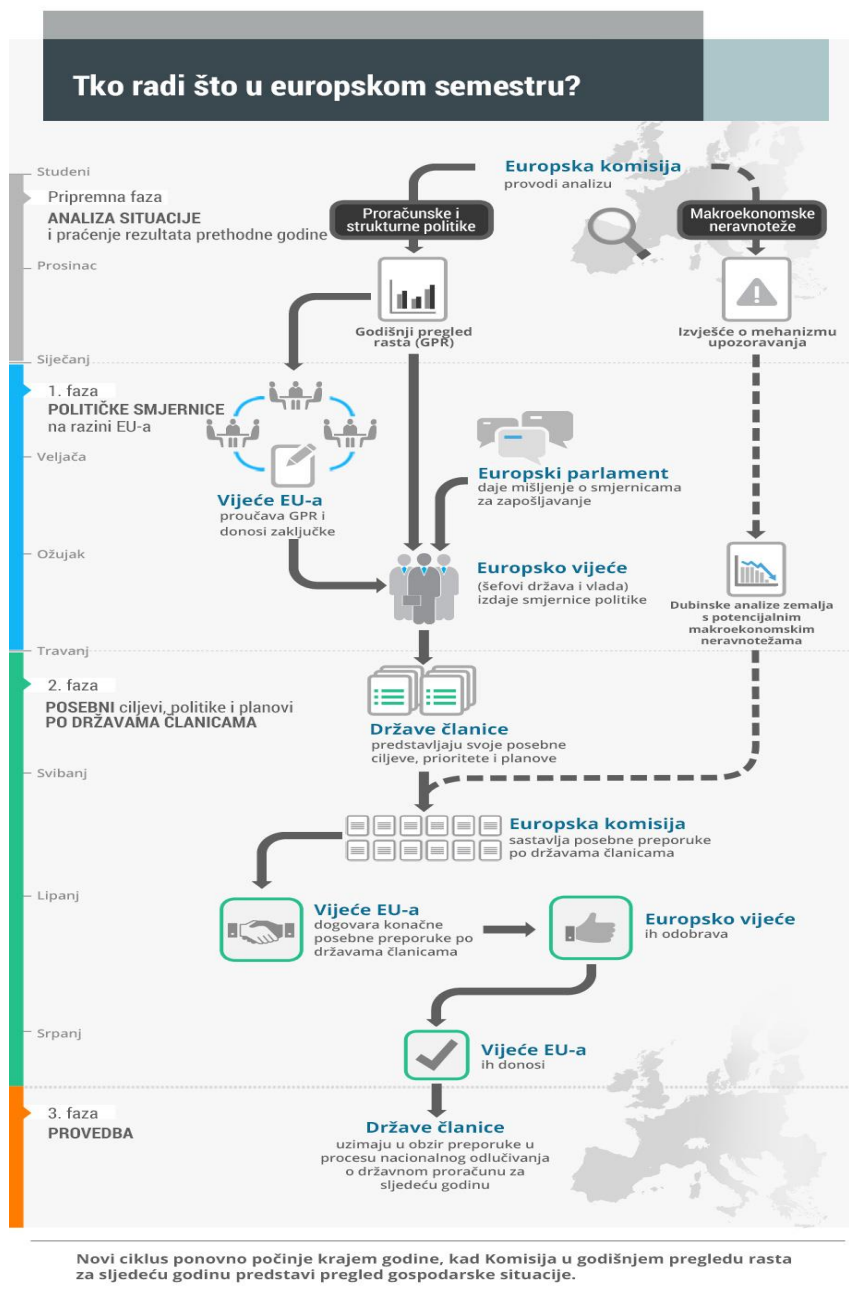 Tko radi što u europskom semestru?
Studeni
Europska komisija
provodi analizu
Pripremna faza
ANALIZA SITUACIJE
i praćenje rezultata prethodne godine
Proračunske i
strukturne politike
Makroekonomske
neravnoteže
Prosinac
Godišnji pregled
rasta (GPR)
Izvješće o mehanizmu
upozoravanja
Siječanj
1. faza
POLITIČKE SMJERNICE
na razini EU-a
Veljača
Vijeće EU-a
proučava GPR i
donosi zaključke
Europski parlament
daje mišljenje o smjernicama
za zapošljavanje
Ožujak
Europsko vijeće
(šefovi država i vlada)
izdaje smjernice politike
Dubinske analize zemalja
s potencijalnim
makroekonomskim
neravnotežama
Travanj
2. faza
POSEBNI ciljevi, politike i planovi
PO DRŽAVAMA ČLANICAMA
Države članice
predstavljaju svoje posebne
ciljeve, prioritete i planove
Svibanj
Europska komisija
sastavlja posebne preporuke
po državama članicama
Lipanj
Vijeće EU-a
dogovara konačne
posebne preporuke po
državama članicama
Europsko vijeće
ih odobrava
Srpanj
Vijeće EU-a
ih donosi
3. faza
PROVEDBA
Države članice
uzimaju u obzir preporuke u
procesu nacionalnog odlučivanja
o državnom proračunu za
sljedeću godinu
Novi ciklus ponovno počinje krajem godine, kad Komisija u godišnjem pregledu rasta
za sljedeću godinu predstavi pregled gospodarske situacije.